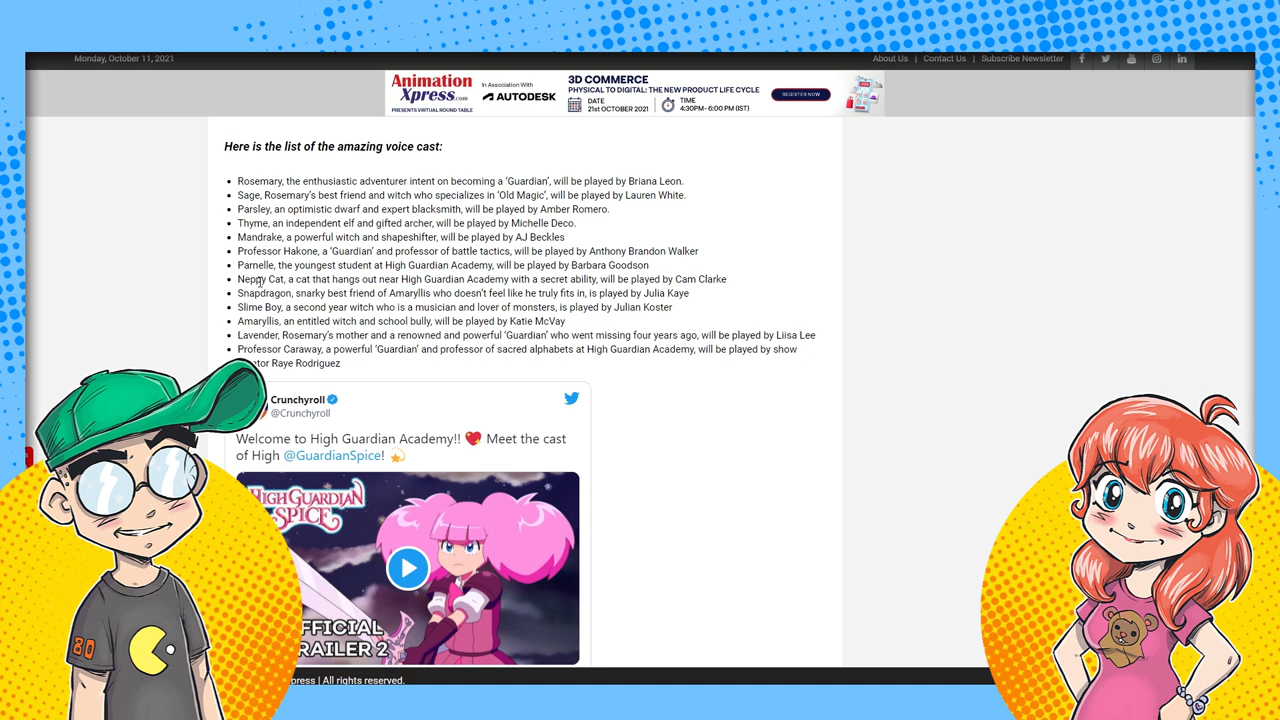 Monday, October 11, 2021
About Us | Contact Us | Subscribe Newsletter
Animation Xpress.com
PRESENTS VIRTUAL ROUND TABLE
In Association With
AUTODESK
3D COMMERCE
PHYSICAL TO DIGITAL: THE NEW PRODUCT LIFE CYCLE
DATE
21st OCTOBER 2021
TIME
4:30PM- 6:00 PM (IST)
REGISTER NOW
Here is the list of the amazing voice cast:
Rosemary, the enthusiastic adventurer intent on becoming a ‘Guardian’, will be played by Briana Leon.
Sage, Rosemary’s best friend and witch who specializes in ‘Old Magic’, will be played by Lauren White.
Parsley, an optimistic dwarf and expert blacksmith, will be played by Amber Romero.
Thyme, an independent elf and gifted archer, will be played by Michelle Deco.
Mandrake, a powerful witch and shapeshifter, will be played by AJ Beckles
Professor Hakone, a ‘Guardian’ and professor of battle tactics, will be played by Anthony Brandon Walker
Parnelle, the youngest student at High Guardian Academy, will be played by Barbara Goodson
Neppy Cat, a cat that hangs out near High Guardian Academy with a secret ability, will be played by Cam Clarke
Snapdragon, snarky best friend of Amaryllis who doesn’t feel like he truly fits in, is played by Julia Kaye
Slime Boy, a second year witch who is a musician and lover of monsters, is played by Julian Koster
Amaryllis, an entitled witch and school bully, will be played by Katie McVay
Lavender, Rosemary’s mother and a renowned and powerful ‘Guardian’ who went missing four years ago, will be played by Liisa Lee
Professor Caraway, a powerful ‘Guardian’ and professor of sacred alphabets at High Guardian Academy, will be played by show
tor Raye Rodriguez
Crunchyroll
@Crunchyroll
Welcome to High Guardian Academy!! 💖 Meet the cast
of High @GuardianSpice! 💫
HIGH GUARDIAN
SPICE
FFICIAL
RAILER 2
80
press | All rights reserved.